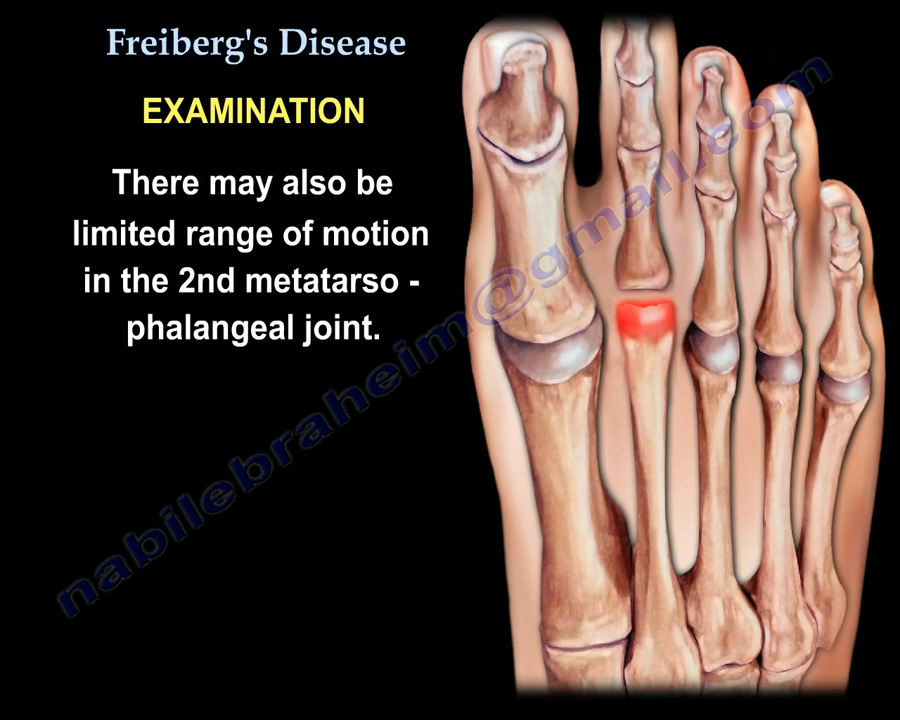 Freiberg's Disease
EXAMINATION
There may also be
limited range of motion
in the 2nd metatarso -
phalangeal joint.
nabilebraheim@gmail.com